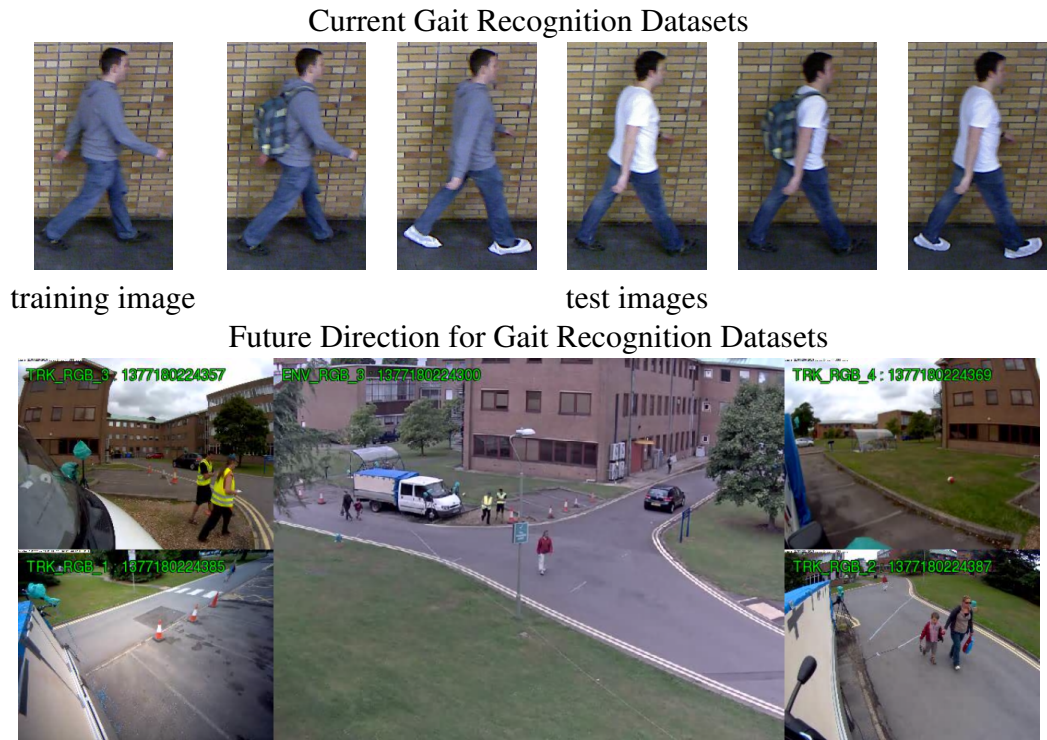 Current Gait Recognition Datasets
training image
test images
Future Direction for Gait Recognition Datasets
TRK_RGB_3 : 1377180224357
ENV_RGB_3 : 1377180224300
TRK_RGB_4 : 1377180224369
TRK_RGB_1 : 1377180224385
TRK_RGB_2 : 1377180224387